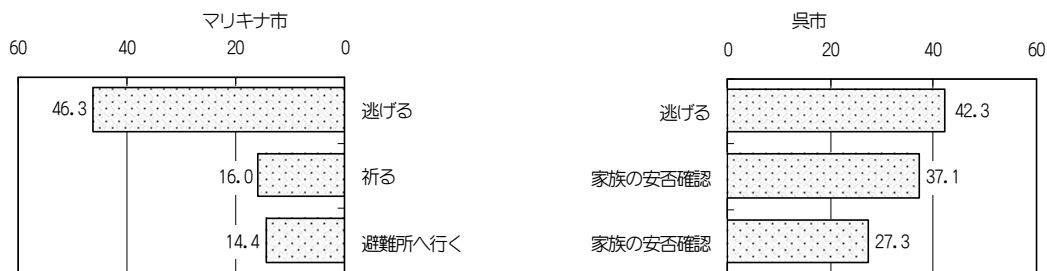 マリキナ市
60 40 20 0
46.3 逃げる
16.0 祈る
14.4 避難所へ行く
呉市
0 20 40 60
逃げる 42.3
家族の安否確認 37.1
家族の安否確認 27.3